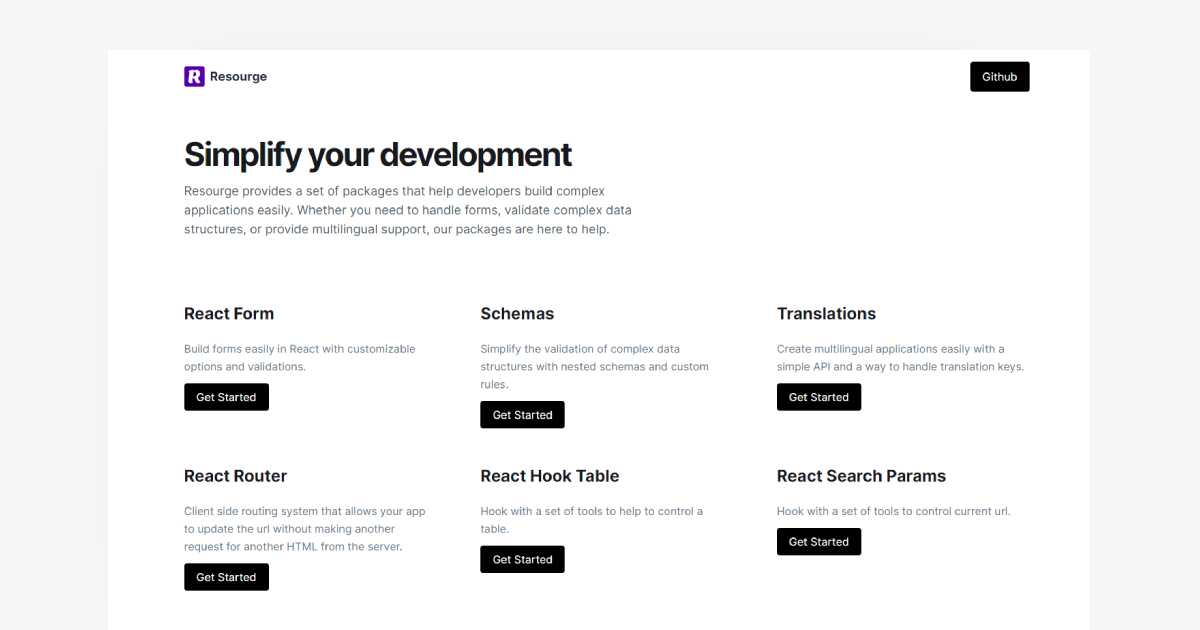 R Resourge
Github
Simplify your development
Resourge provides a set of packages that help developers build complex
applications easily. Whether you need to handle forms, validate complex data
structures, or provide multilingual support, our packages are here to help.
React Form
Build forms easily in React with customizable
options and validations.
Get Started
Schemas
Simplify the validation of complex data
structures with nested schemas and custom
rules.
Get Started
Translations
Create multilingual applications easily with a
simple API and a way to handle translation keys.
Get Started
React Router
Client side routing system that allows your app
to update the url without making another
request for another HTML from the server.
Get Started
React Hook Table
Hook with a set of tools to help to control a
table.
Get Started
React Search Params
Hook with a set of tools to control current url.
Get Started